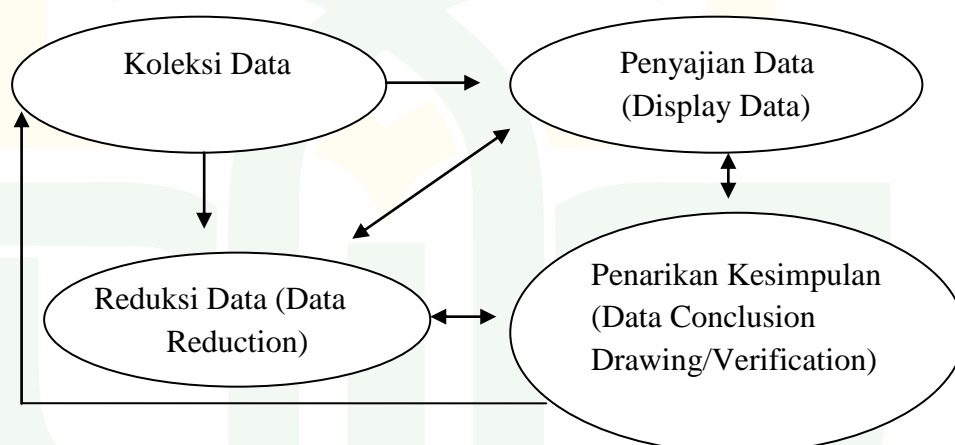 Koleksi Data
Penyajian Data
(Display Data)
Reduksi Data (Data
Reduction)
Penarikan Kesimpulan
(Data Conclusion
Drawing/Verification)